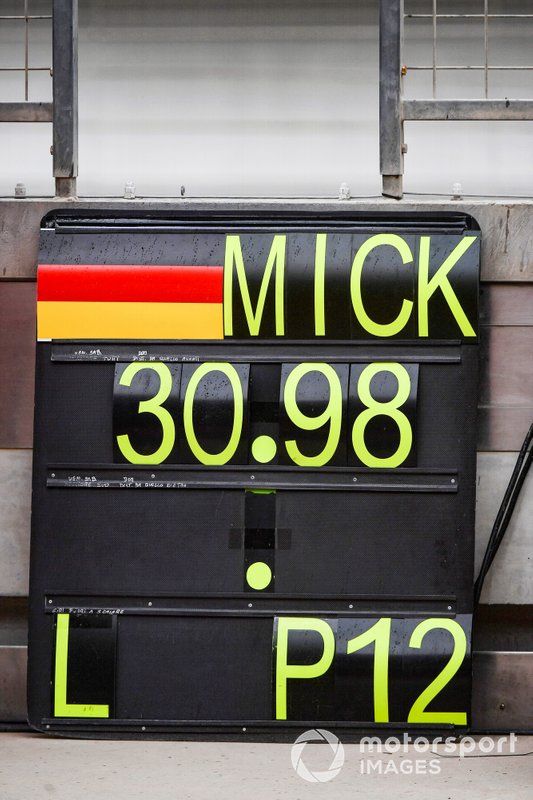 MICK
30.98
.
L P12
motorsport
IMAGES